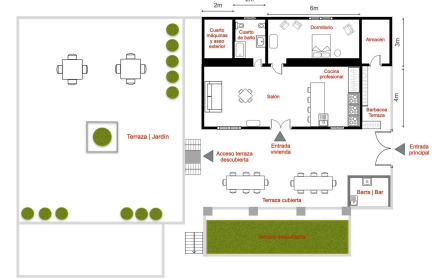 2m
2m
6m
Cuarto
máquinas
y aseo
exterior
Cuarto
de baño
Dormitorio
Almacén
3m
Cocina
profesional
Salón
4m
Barbacoa
Terraza
Terraza | Jardín
Entrada
vivienda
Entrada
principal
Acceso terraza
descubierta
Barra | Bar
Terraza cubierta